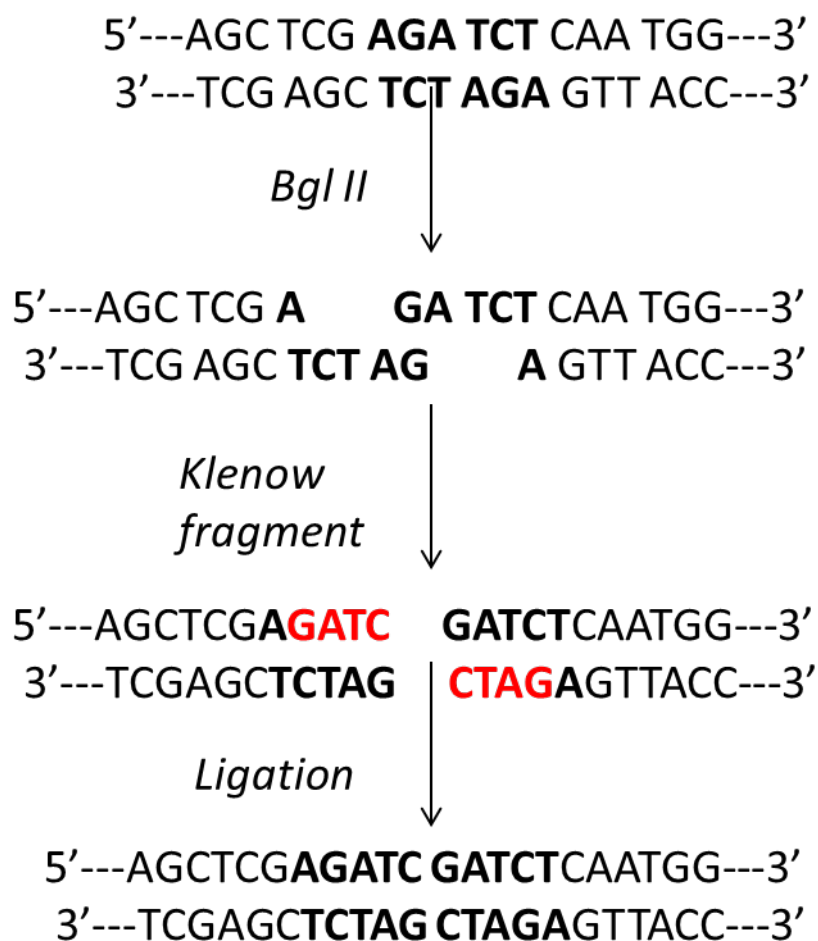 5’---AGC TCG AGA TCT CAA TGG---3’
3’---TCG AGC TCT AGA GTT ACC---3’
Bgl II
5’---AGC TCG A GA TCT CAA TGG---3’
3’---TCG AGC TCT AG A GTT ACC---3’
Klenow
fragment
5’---AGCTCGAGATC GATCTCAATGG---3’
3’---TCGAGCTCTAG CTAGAGTTACC---3’
Ligation
5’---AGCTCGAGATC GATCTCAATGG---3’
3’---TCGAGCTCTAG CTAGAGTTACC---3’